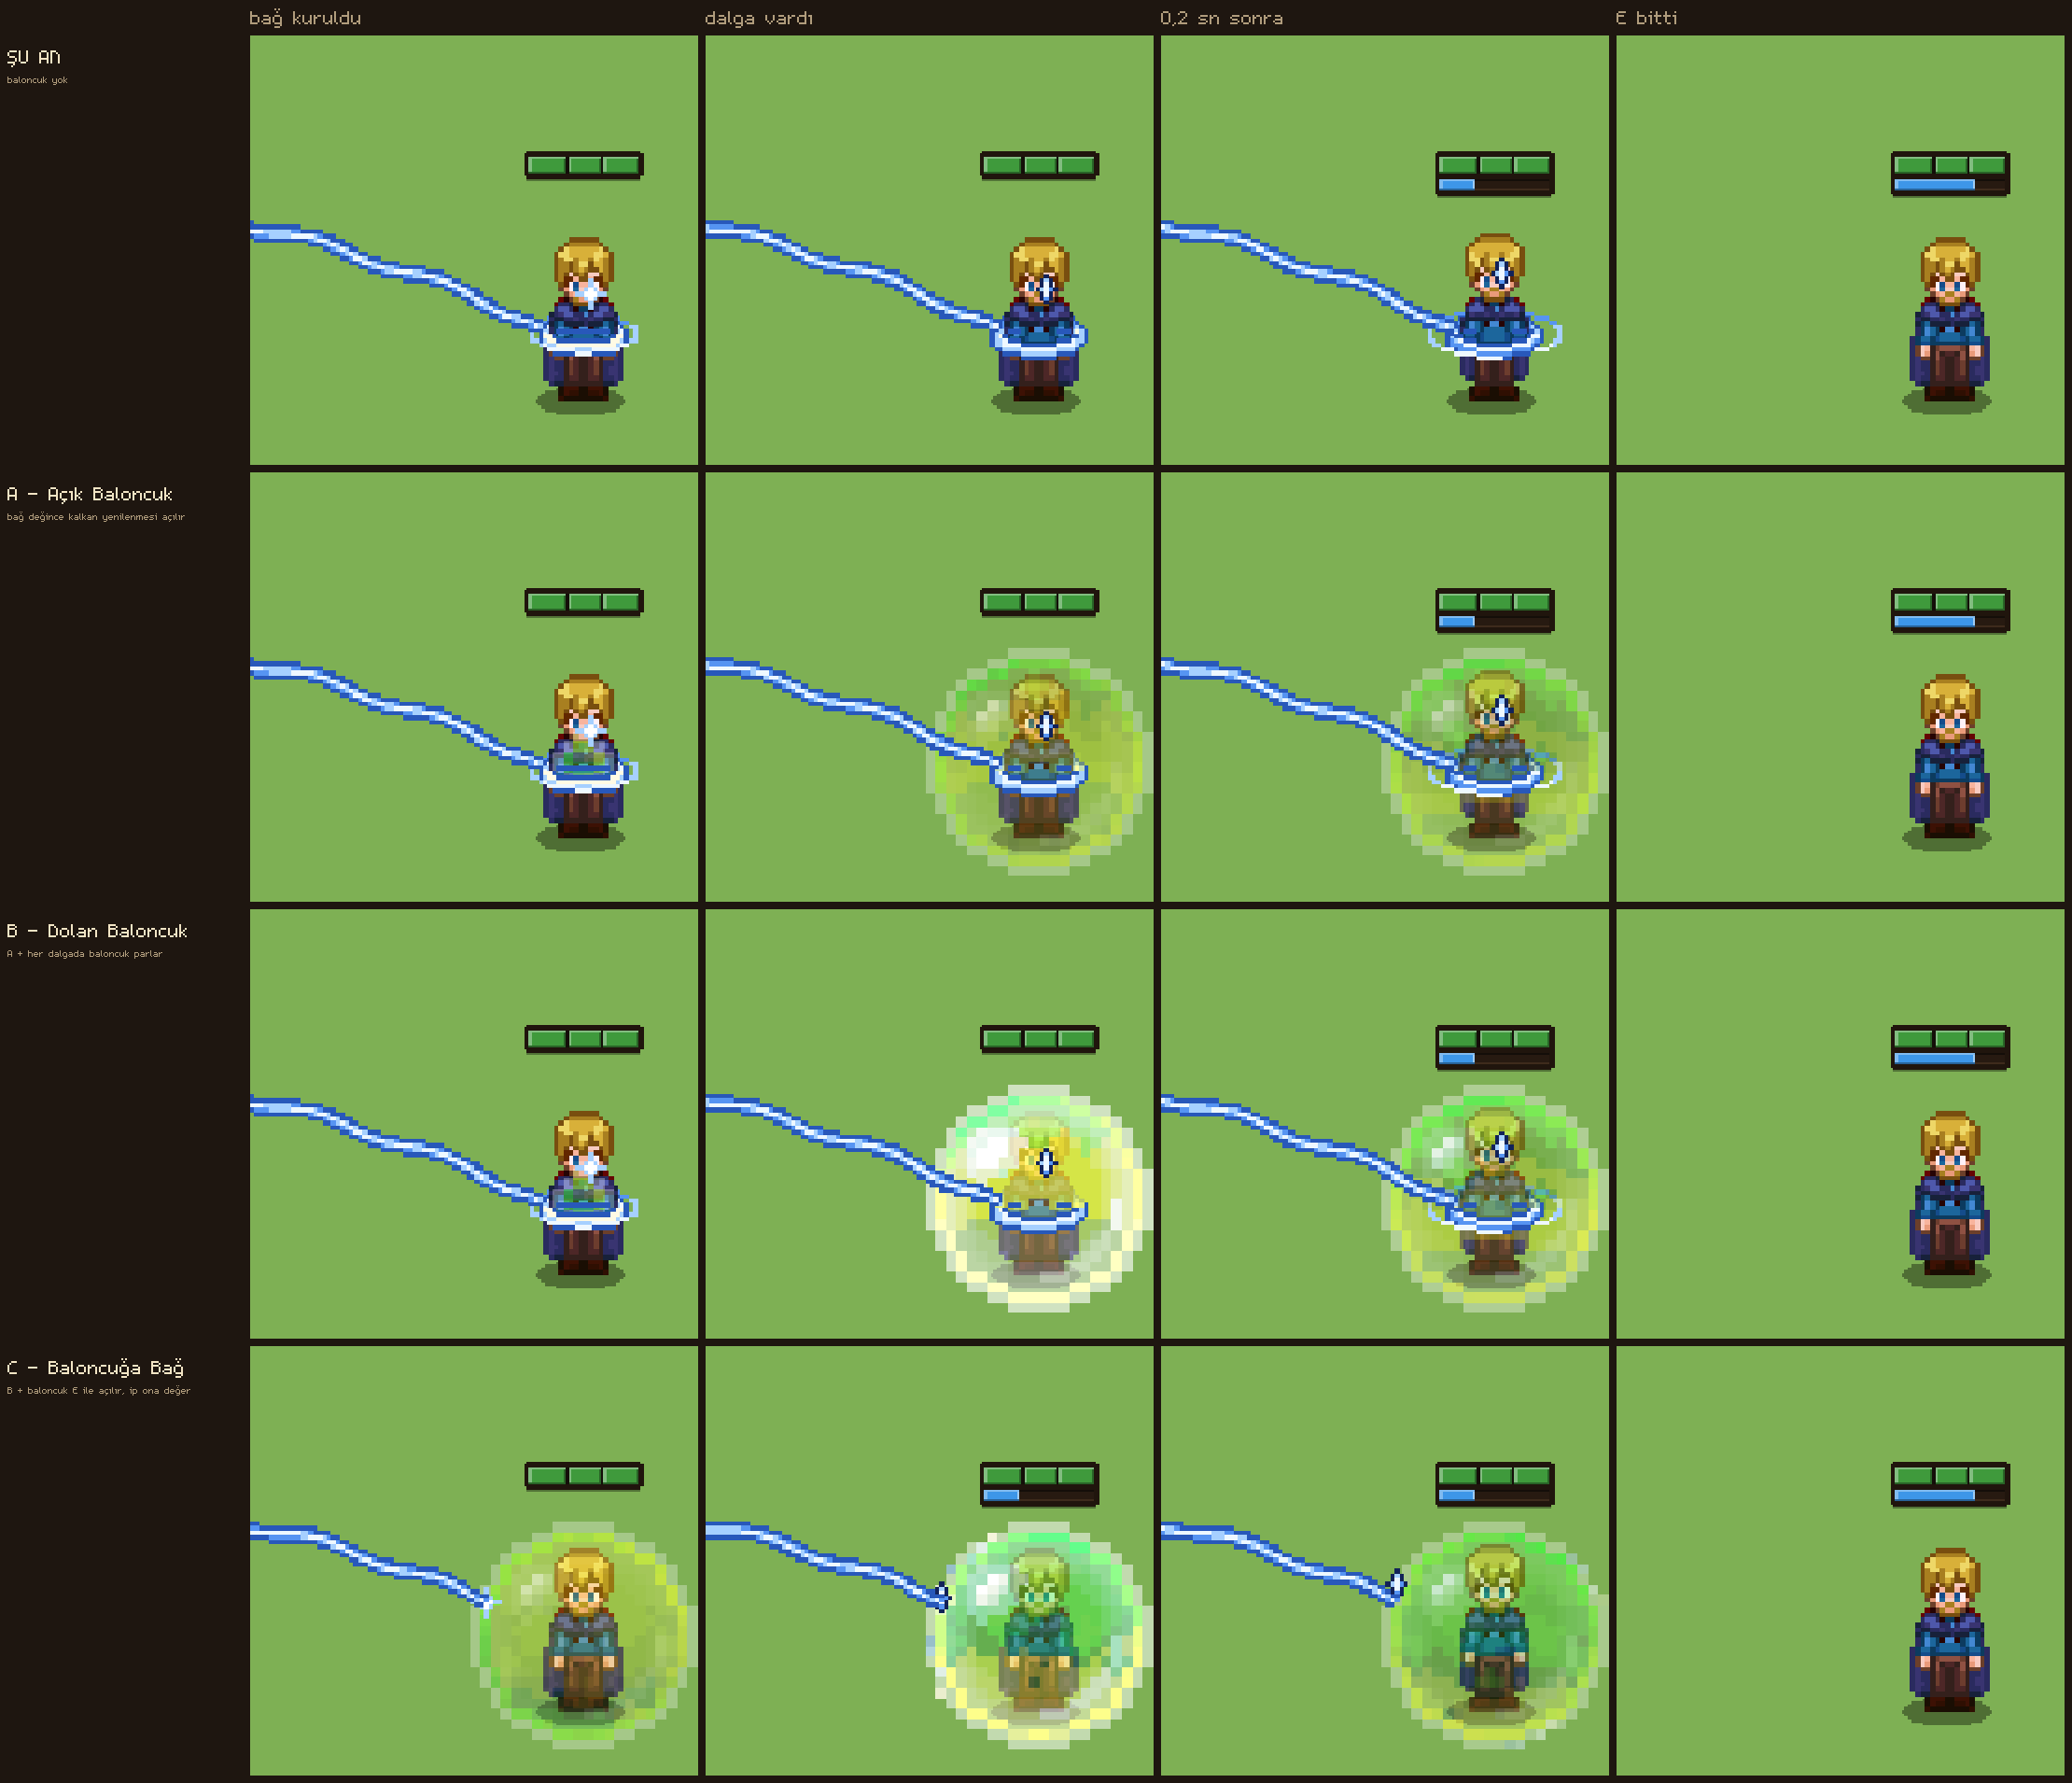 bağ kuruldu
dalga vardı
0,2 sn sonra
E bitti
ŞU AN
baloncuk yok
A - Açık Baloncuk
bağ değince kalkan yenilenmesi açılır
B - Dolan Baloncuk
A + her dalgada baloncuk parlar
C - Baloncuğa Bağ
B + baloncuk E ile açılır, ip ona değer